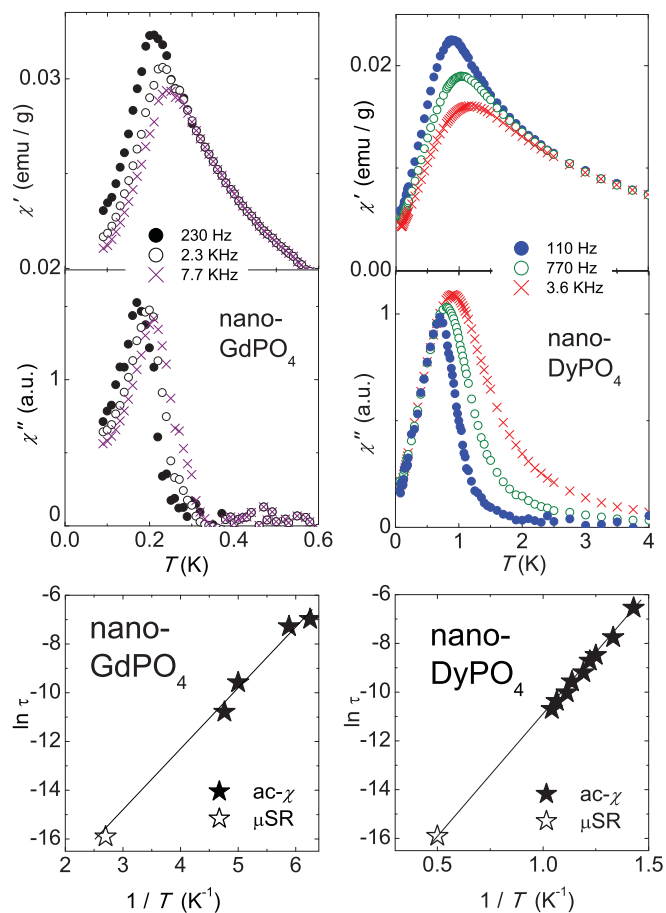 0.03
χ′ (emu / g)
0.02
230 Hz
2.3 KHz
7.7 KHz
0.02
χ′ (emu / g)
0.00
110 Hz
770 Hz
3.6 KHz
nano-
GdPO4
χ″ (a.u.)
1
0
0.0 0.2 0.4 0.6
T (K)
nano-
DyPO4
χ″ (a.u.)
1
0
0 1 2 3 4
T (K)
nano-
GdPO4
ln τ
-6
-8
-10
-12
-14
-16
ac-χ
μSR
2 3 4 5 6
1 / T (K-1)
nano-
DyPO4
ln τ
-6
-8
-10
-12
-14
-16
ac-χ
μSR
0.5 1.0 1.5
1 / T (K-1)